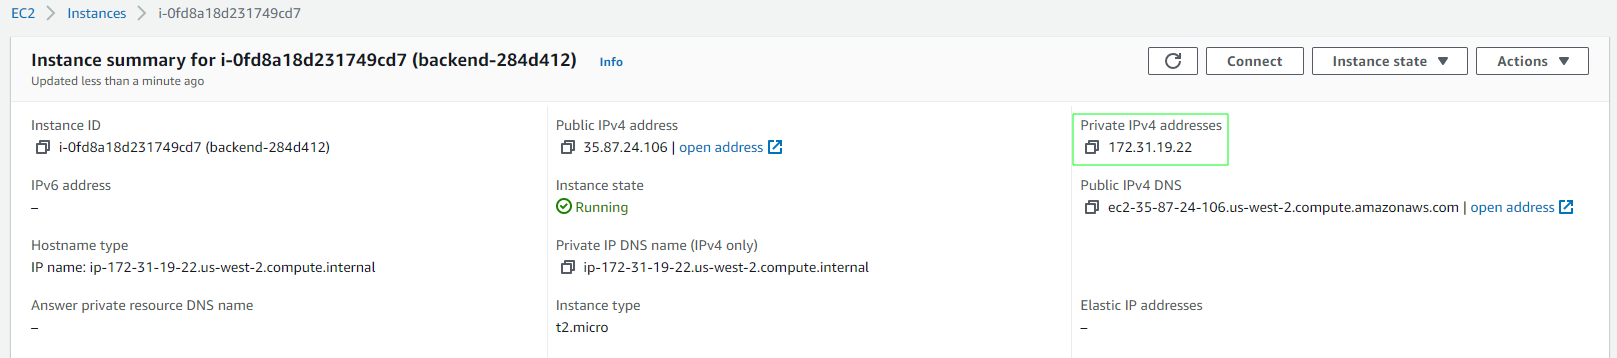 EC2 > Instances > i-0fd8a18d231749cd7
Instance summary for i-0fd8a18d231749cd7 (backend-284d412) Info
Updated less than a minute ago
Connect
Instance state
Actions
Instance ID
i-0fd8a18d231749cd7 (backend-284d412)
Public IPv4 address
35.87.24.106 | open address
Private IPv4 addresses
172.31.19.22
IPv6 address
–
Instance state
Running
Public IPv4 DNS
ec2-35-87-24-106.us-west-2.compute.amazonaws.com | open address
Hostname type
IP name: ip-172-31-19-22.us-west-2.compute.internal
Private IP DNS name (IPv4 only)
ip-172-31-19-22.us-west-2.compute.internal
Answer private resource DNS name
–
Instance type
t2.micro
Elastic IP addresses
–